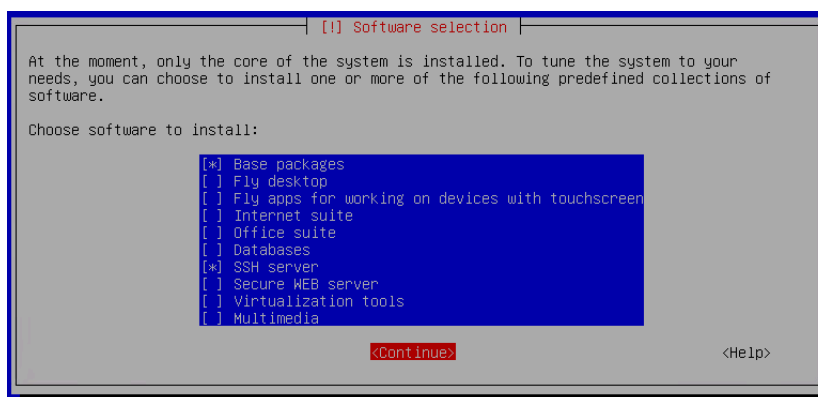 [!] Software selection
At the moment, only the core of the system is installed. To tune the system to your
needs, you can choose to install one or more of the following predefined collections of
software.
Choose software to install:
[*] Base packages
[ ] Fly desktop
[ ] Fly apps for working on devices with touchscreen
[ ] Internet suite
[ ] Office suite
[ ] Databases
[*] SSH server
[ ] Secure WEB server
[ ] Virtualization tools
[ ] Multimedia
<Continue> <Help>